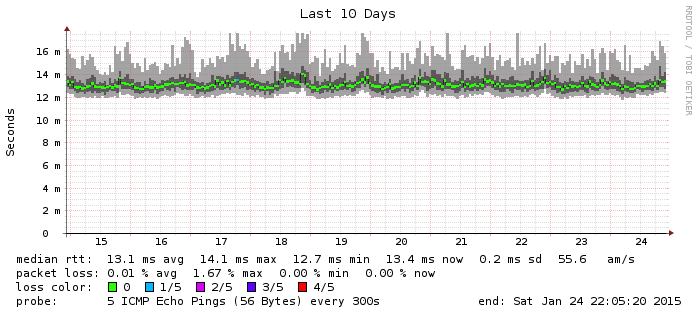 Last 10 Days
RRDTOOL / TOBI OETIKER
Seconds
16 m
14 m
12 m
10 m
8 m
6 m
4 m
2 m
0
15 16 17 18 19 20 21 22 23 24
median rtt: 13.1 ms avg 14.1 ms max 12.7 ms min 13.4 ms now 0.2 ms sd 55.6 am/s
packet loss: 0.01 % avg 1.67 % max 0.00 % min 0.00 % now
loss color: 0 1/5 2/5 3/5 4/5
probe: 5 ICMP Echo Pings (56 Bytes) every 300s end: Sat Jan 24 22:05:20 2015